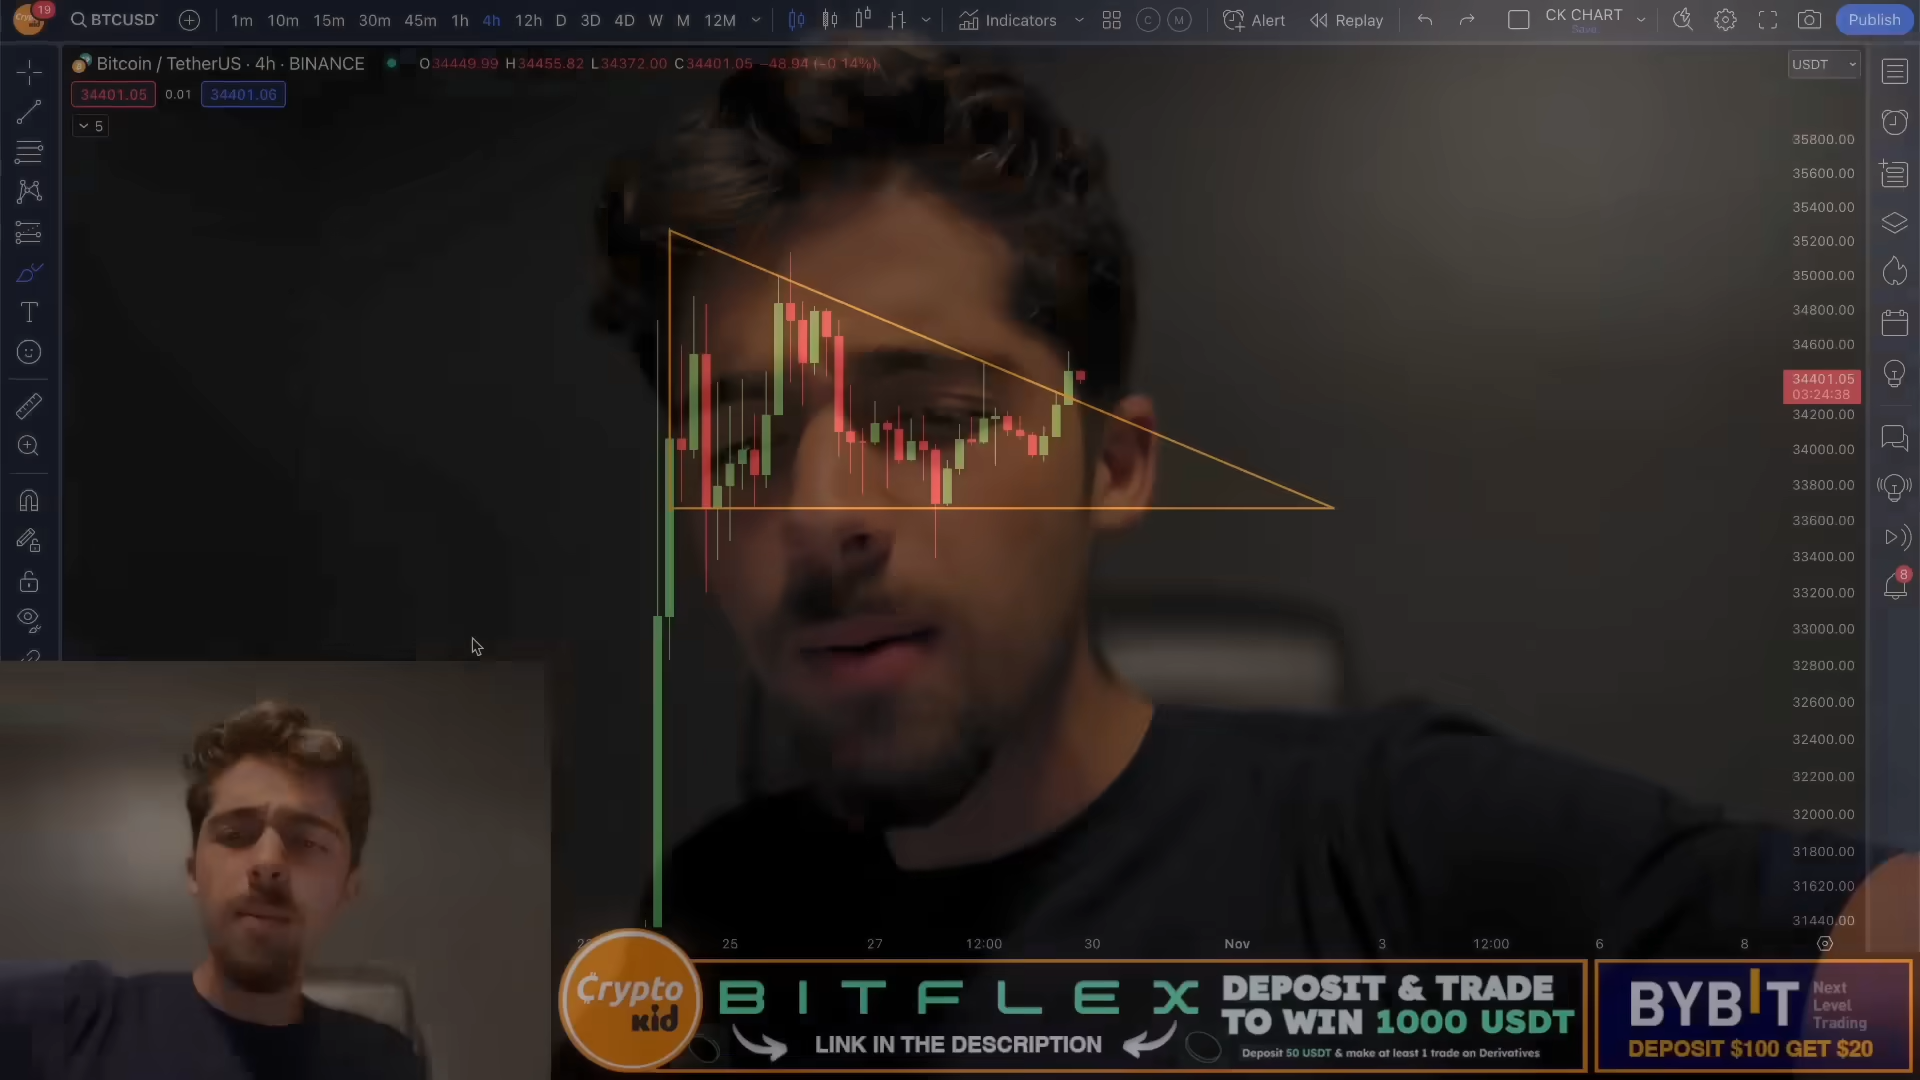 19
BTCUSDT
1m 10m 15m 30m 45m 1h 4h 12h D 3D 4D W M 12M
Indicators
C M
Alert
Replay
CK CHART
Save
Publish
Bitcoin / TetherUS · 4h · BINANCE
O34449.99 H34455.82 L34372.00 C34401.05 −48.94 (−0.14%)
USDT
34401.05 0.01 34401.06
5
T
35800.00
35600.00
35400.00
35200.00
35000.00
34800.00
34600.00
34401.05
03:24:38
34200.00
34000.00
33800.00
33600.00
33400.00
8
33200.00
33000.00
32800.00
32600.00
32400.00
32200.00
32000.00
31800.00
31620.00
31440.00
25 27 12:00 30 Nov 3 12:00 6 8
Crypto
Kid
BITFLEX
LINK IN THE DESCRIPTION
DEPOSIT & TRADE
TO WIN 1000 USDT
Deposit 50 USDT & make at least 1 trade on Derivatives
BYBIT
Next
Level
Trading
DEPOSIT $100 GET $20